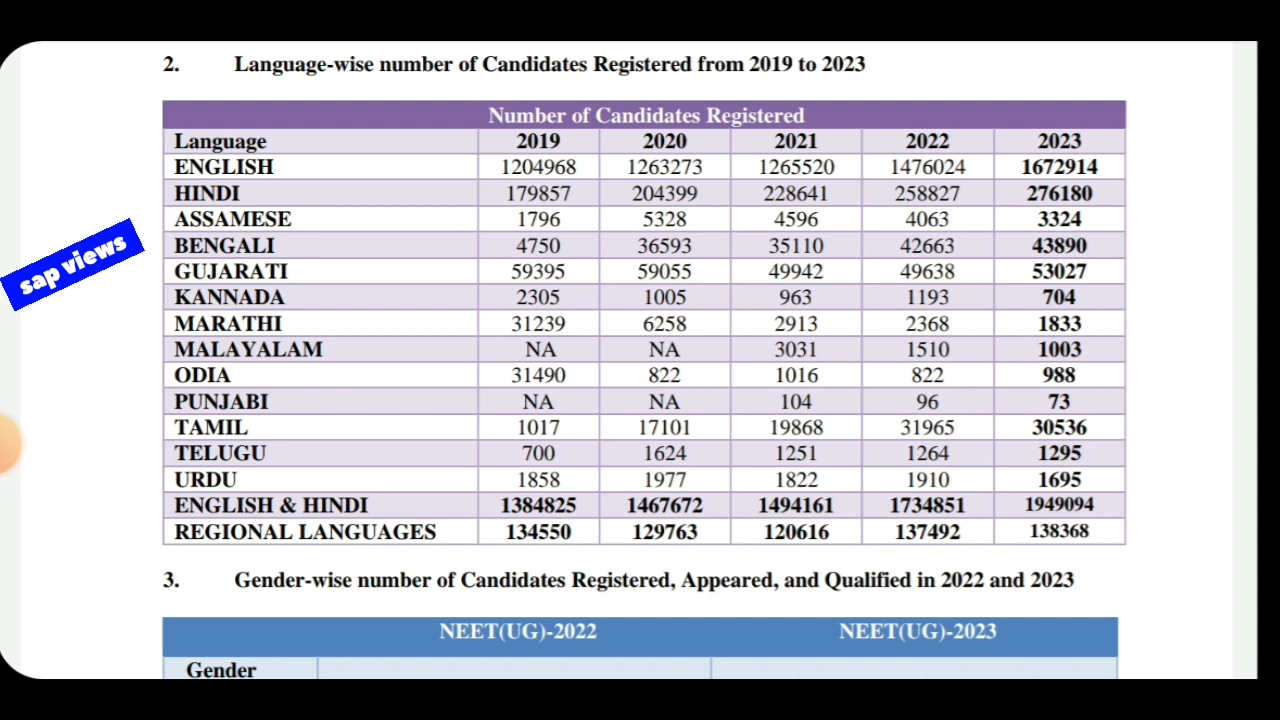 2. Language-wise number of Candidates Registered from 2019 to 2023
Number of Candidates Registered
Language 2019 2020 2021 2022 2023
ENGLISH 1204968 1263273 1265520 1476024 1672914
HINDI 179857 204399 228641 258827 276180
ASSAMESE 1796 5328 4596 4063 3324
BENGALI 4750 36593 35110 42663 43890
GUJARATI 59395 59055 49942 49638 53027
KANNADA 2305 1005 963 1193 704
MARATHI 31239 6258 2913 2368 1833
MALAYALAM NA NA 3031 1510 1003
ODIA 31490 822 1016 822 988
PUNJABI NA NA 104 96 73
TAMIL 1017 17101 19868 31965 30536
TELUGU 700 1624 1251 1264 1295
URDU 1858 1977 1822 1910 1695
ENGLISH & HINDI 1384825 1467672 1494161 1734851 1949094
REGIONAL LANGUAGES 134550 129763 120616 137492 138368
sap views
3. Gender-wise number of Candidates Registered, Appeared, and Qualified in 2022 and 2023
NEET(UG)-2022 NEET(UG)-2023
Gender